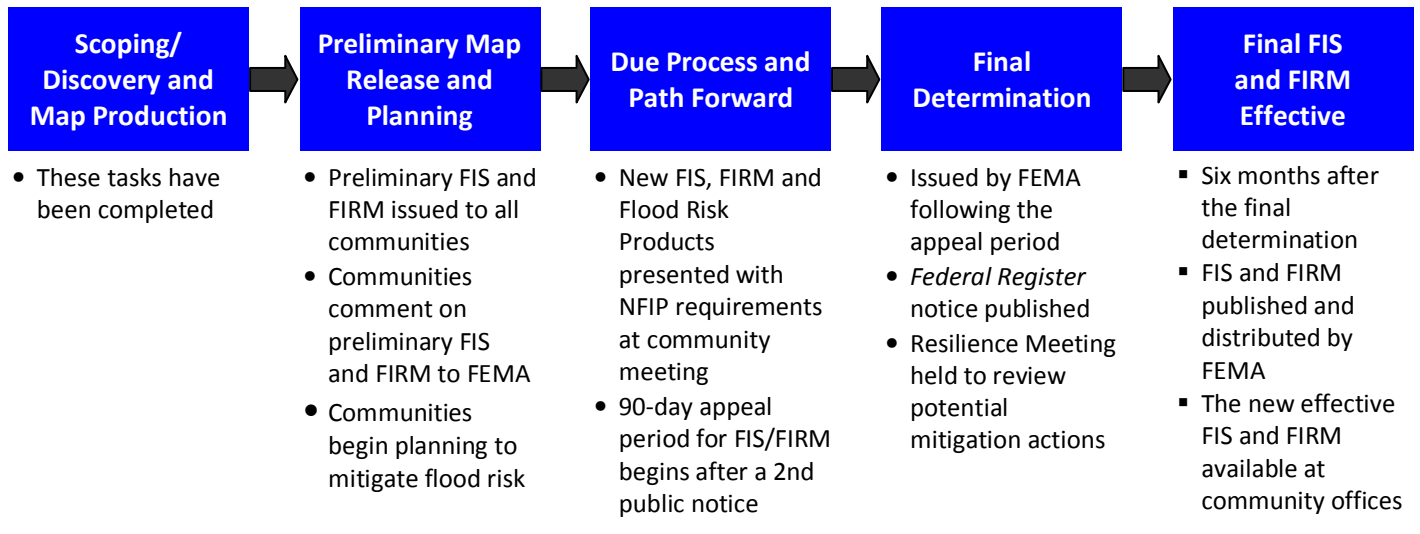 Scoping/
Discovery and
Map Production
• These tasks have
been completed
Preliminary Map
Release and
Planning
• Preliminary FIS and
FIRM issued to all
communities
• Communities
comment on
preliminary FIS
and FIRM to FEMA
• Communities
begin planning to
mitigate flood risk
Due Process and
Path Forward
• New FIS, FIRM and
Flood Risk
Products
presented with
NFIP requirements
at community
meeting
• 90-day appeal
period for FIS/FIRM
begins after a 2nd
public notice
Final
Determination
• Issued by FEMA
following the
appeal period
• Federal Register
notice published
• Resilience Meeting
held to review
potential
mitigation actions
Final FIS
and FIRM
Effective
▪ Six months after
the final
determination
▪ FIS and FIRM
published and
distributed by
FEMA
▪ The new effective
FIS and FIRM
available at
community offices